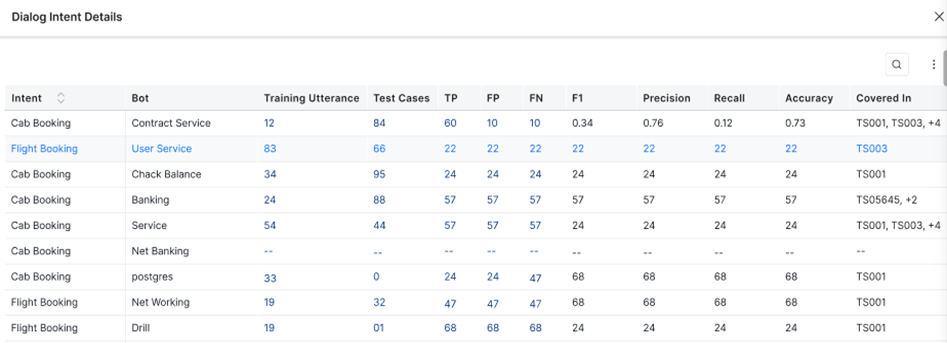 Dialog Intent Details
Intent Bot Training Utterance Test Cases TP FP FN F1 Precision Recall Accuracy Covered In
Cab Booking Contract Service 12 84 60 10 10 0.34 0.76 0.12 0.73 TS001, TS003, +4
Flight Booking User Service 83 66 22 22 22 22 22 22 22 TS003
Cab Booking Chack Balance 34 95 24 24 24 24 24 24 24 TS001
Cab Booking Banking 24 88 57 57 57 57 57 57 57 TS05645, +2
Cab Booking Service 54 44 57 57 57 24 24 24 24 TS001, TS003, +4
Cab Booking Net Banking -- -- -- -- -- -- -- -- -- --
Cab Booking postgres 33 0 24 24 47 68 68 68 68 TS001
Flight Booking Net Working 19 32 47 47 47 68 68 68 68 TS001
Flight Booking Drill 19 01 68 68 68 24 24 24 24 TS001